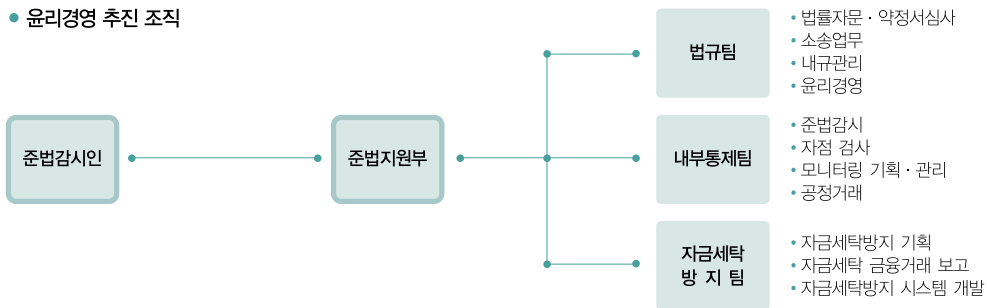 • 윤리경영 추진 조직
준법감시인
준법지원부
법규팀
• 법률자문 · 약정서심사
• 소송업무
• 내규관리
• 윤리경영
내부통제팀
• 준법감시
• 자점 검사
• 모니터링 기획 · 관리
• 공정거래
자금세탁
방 지 팀
• 자금세탁방지 기획
• 자금세탁 금융거래 보고
• 자금세탁방지 시스템 개발